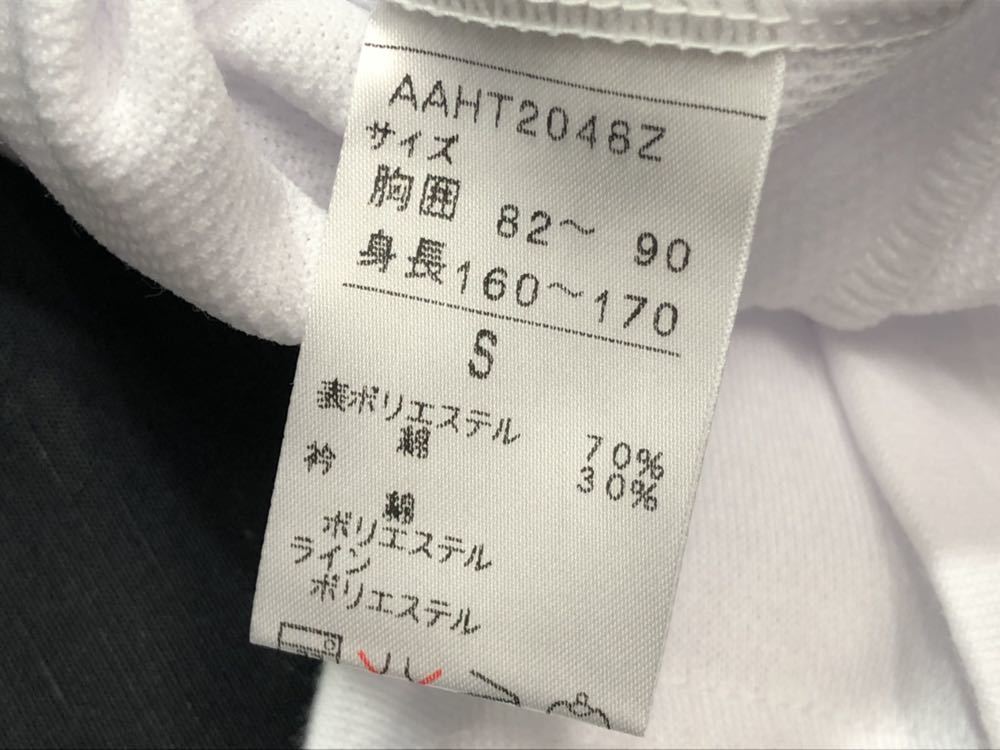 AAHT2048Z
サイズ
胸囲 82〜 90
身長160〜170
S
表ポリエステル 70%
綿 30%
衿
綿
ポリエステル
ライン
ポリエステル